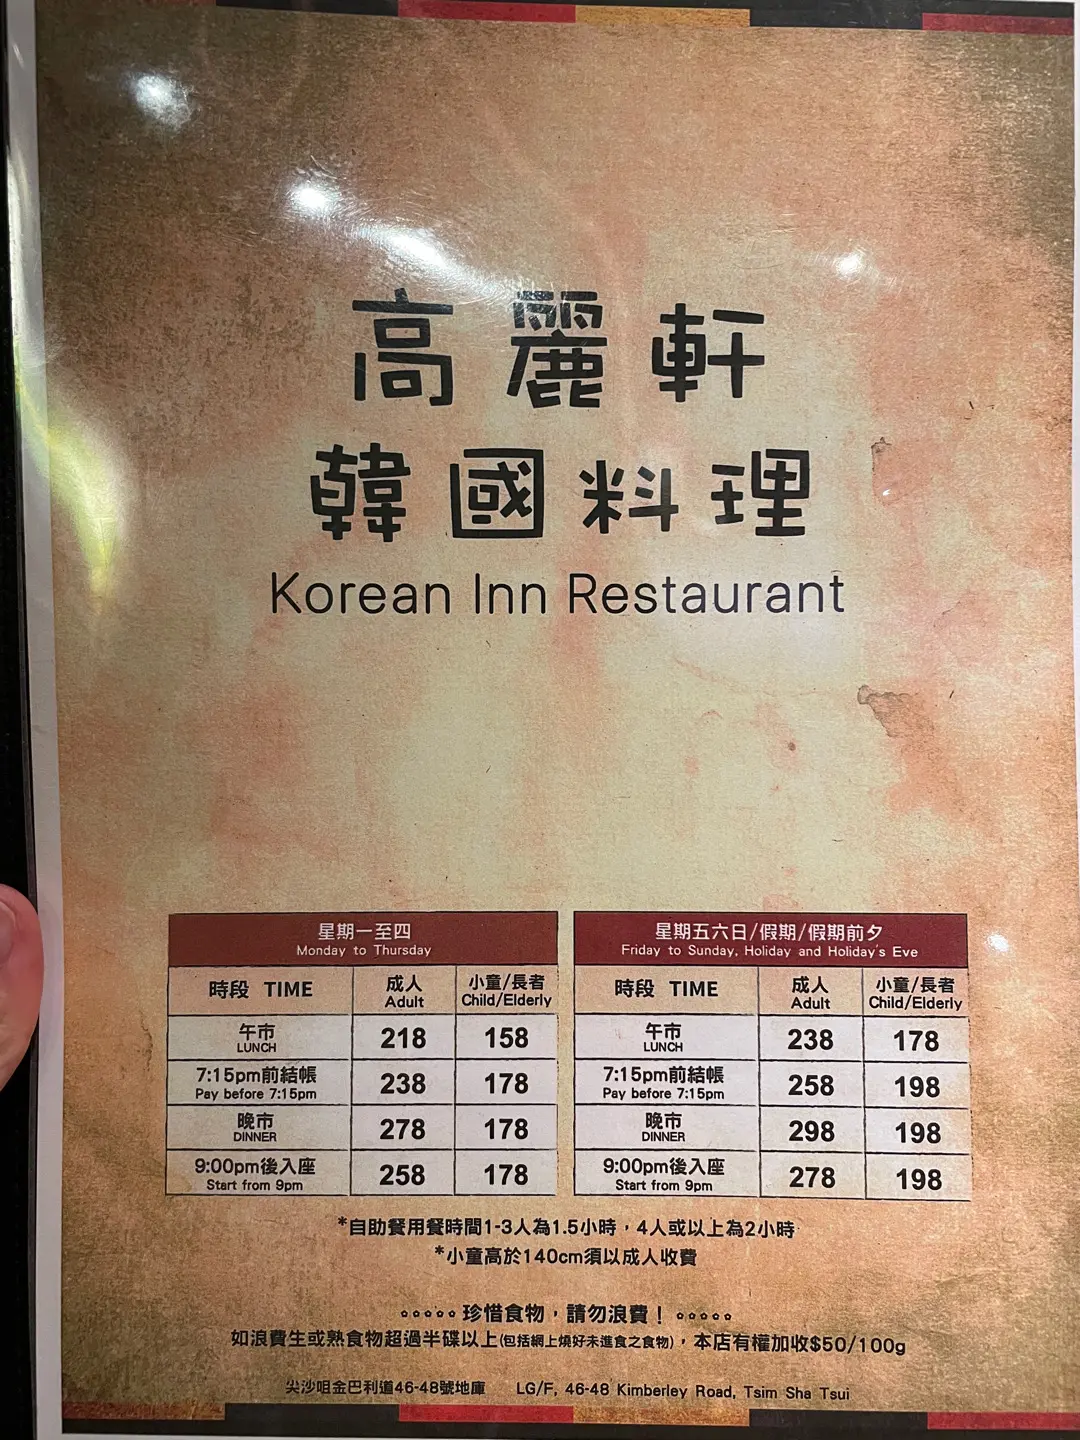 高麗軒
韓國料理
Korean Inn Restaurant
星期一至四
Monday to Thursday
時段 TIME 成人 Adult 小童/長者 Child/Elderly
午市 LUNCH 218 158
7:15pm前結帳 Pay before 7:15pm 238 178
晚市 DINNER 278 178
9:00pm後入座 Start from 9pm 258 178
星期五六日/假期/假期前夕
Friday to Sunday, Holiday and Holiday's Eve
時段 TIME 成人 Adult 小童/長者 Child/Elderly
午市 LUNCH 238 178
7:15pm前結帳 Pay before 7:15pm 258 198
晚市 DINNER 298 198
9:00pm後入座 Start from 9pm 278 198
*自助餐用餐時間1-3人為1.5小時，4人或以上為2小時
*小童高於140cm須以成人收費
珍惜食物，請勿浪費！
如浪費生或熟食物超過半碟以上(包括網上燒好未進食之食物)，本店有權加收$50/100g
尖沙咀金巴利道46-48號地庫 LG/F, 46-48 Kimberley Road, Tsim Sha Tsui